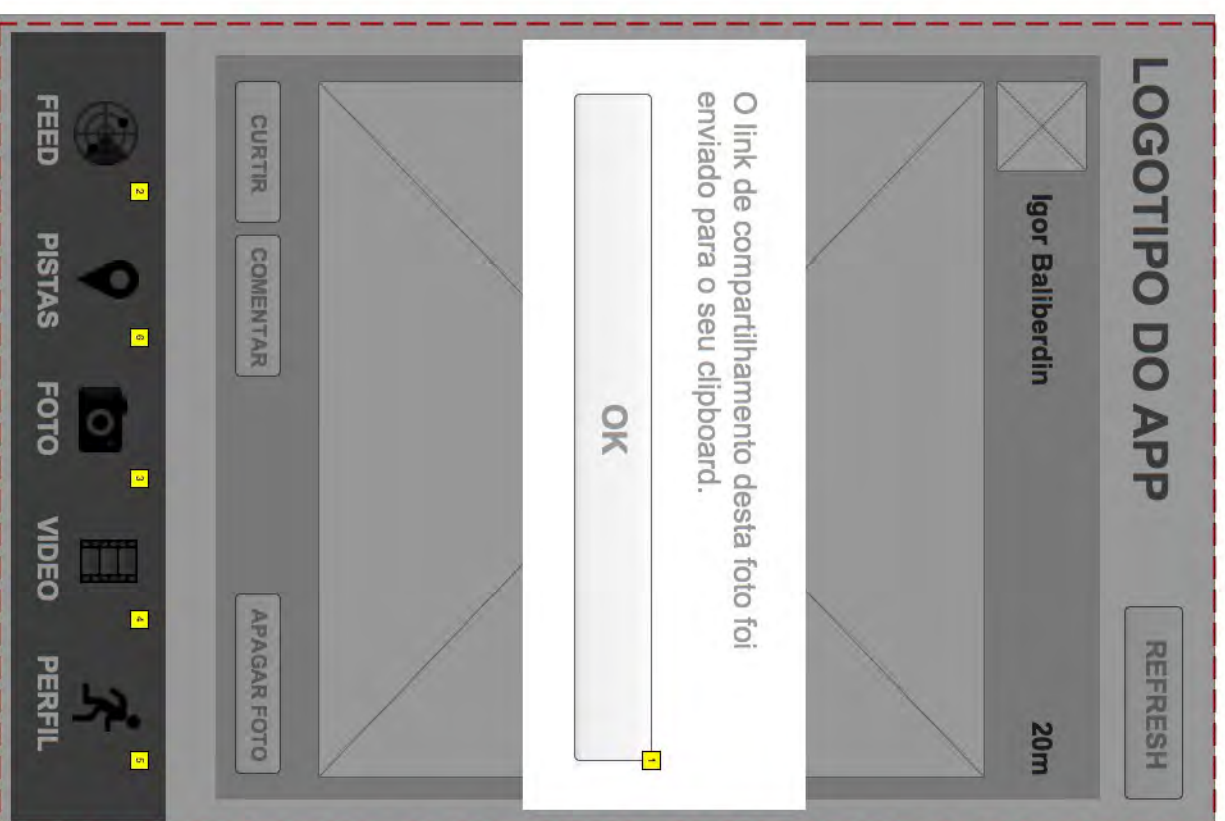 LOGOTIPO DO APP
REFRESH
Igor Baliberdin
20m
O link de compartilhamento desta foto foi
enviado para o seu clipboard.
OK
1
CURTIR
COMENTAR
APAGAR FOTO
2
6
3
4
5
FEED
PISTAS
FOTO
VIDEO
PERFIL